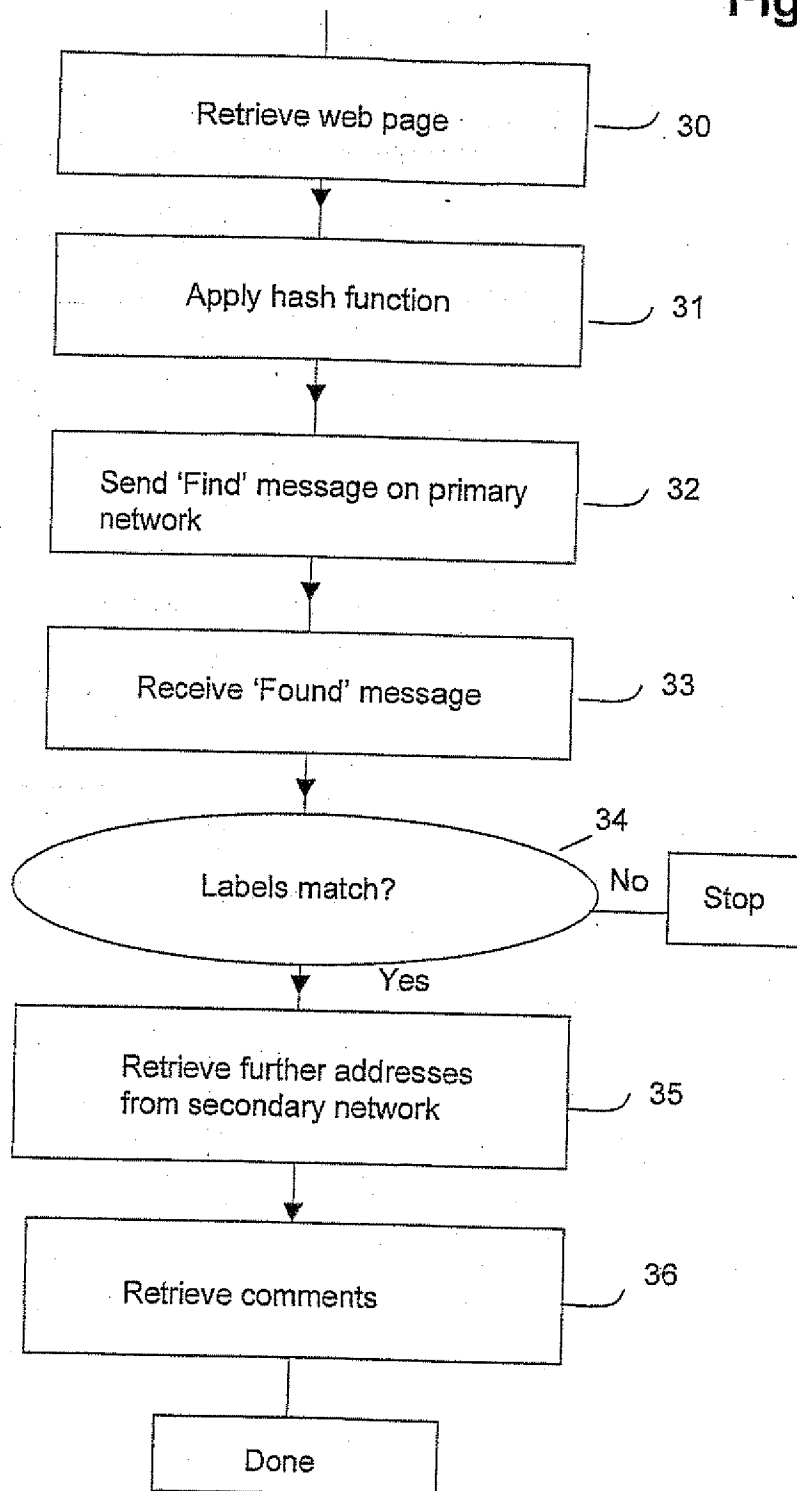 Fig
Retrieve web page
30
Apply hash function
31
Send 'Find' message on primary
network
32
Receive 'Found' message
33
34
Labels match?
No
Stop
Yes
Retrieve further addresses
from secondary network
35
Retrieve comments
36
Done